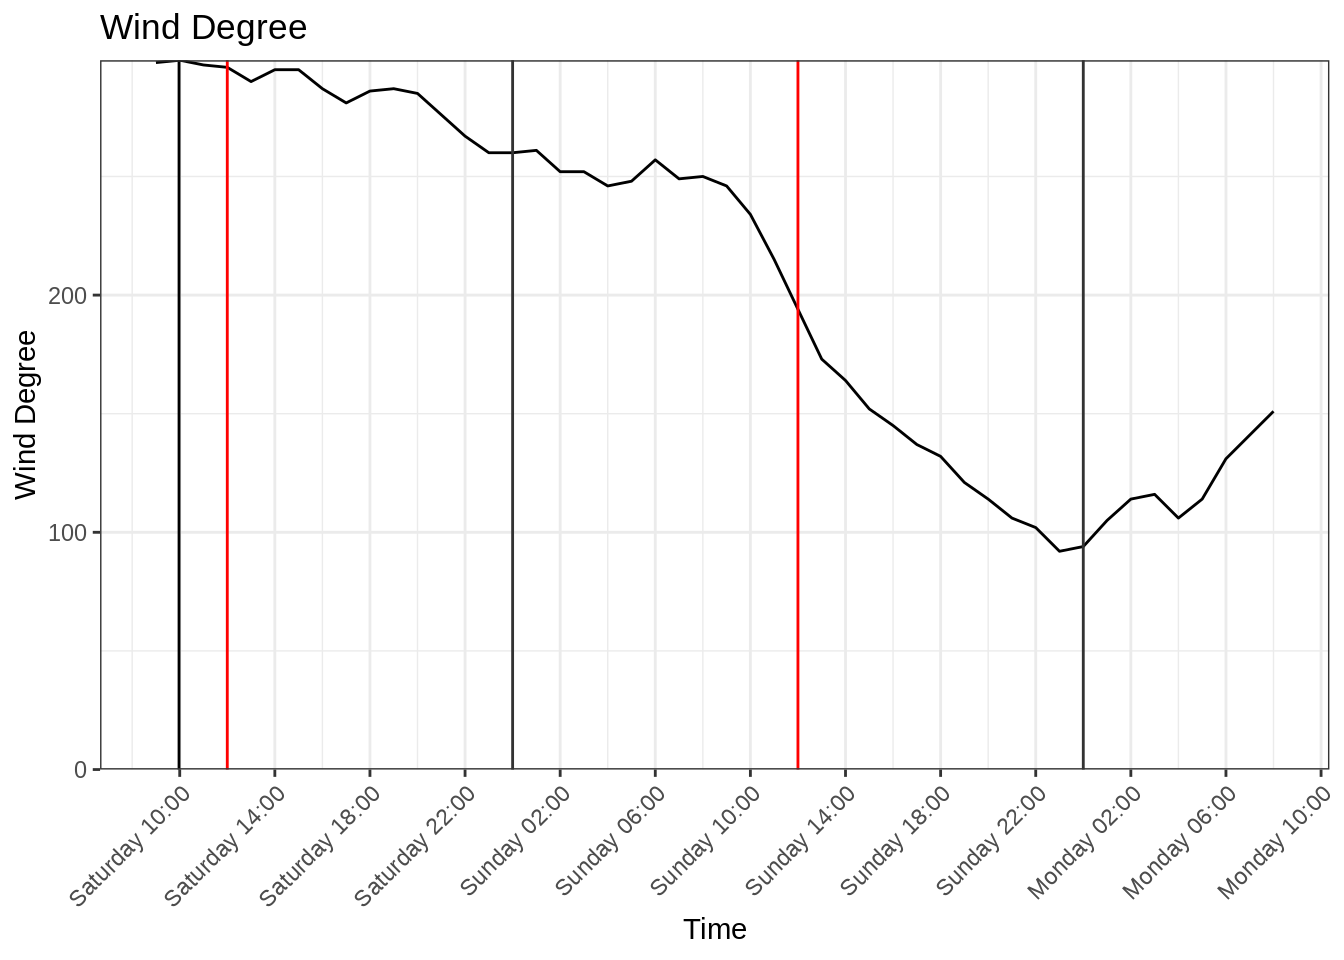 Wind Degree
Wind Degree
200
100
0
Saturday 10:00
Saturday 14:00
Saturday 18:00
Saturday 22:00
Sunday 02:00
Sunday 06:00
Sunday 10:00
Sunday 14:00
Sunday 18:00
Sunday 22:00
Monday 02:00
Monday 06:00
Monday 10:00
Time